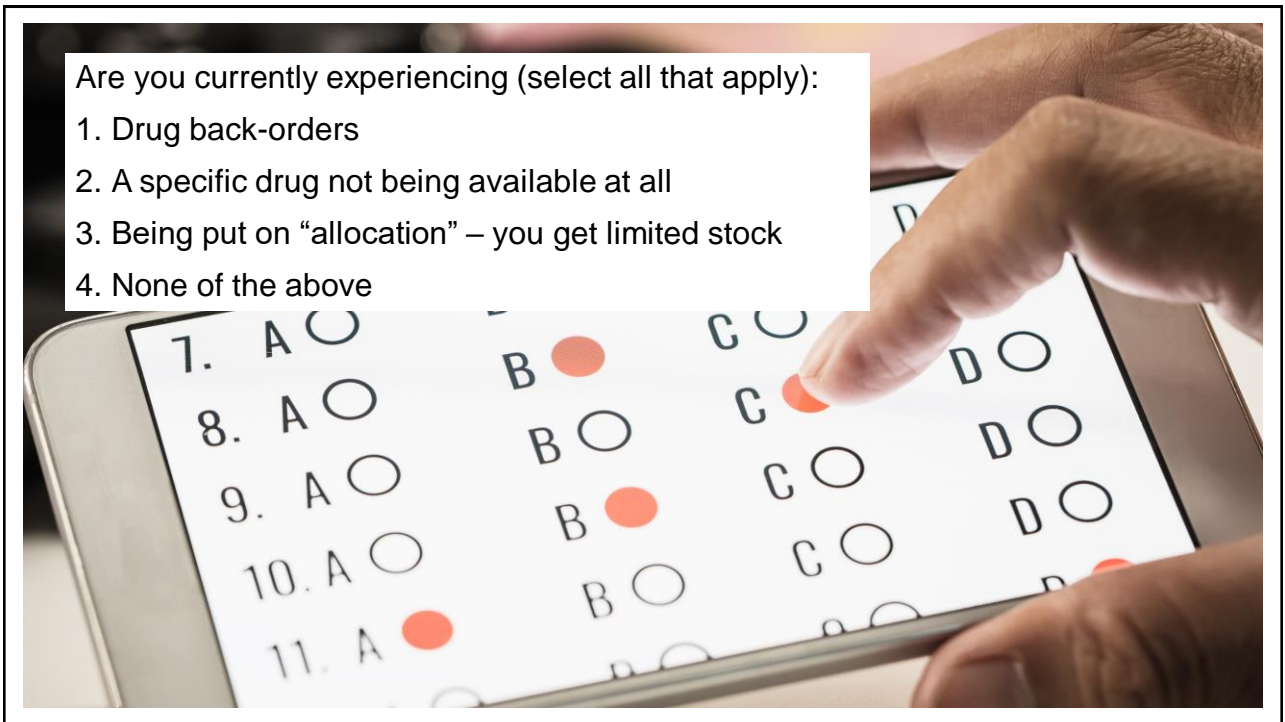 Are you currently experiencing (select all that apply):
1. Drug back-orders
2. A specific drug not being available at all
3. Being put on “allocation” – you get limited stock
4. None of the above
7. A D
8. A B C
9. A B C D
10. A B C D
11. A B C D